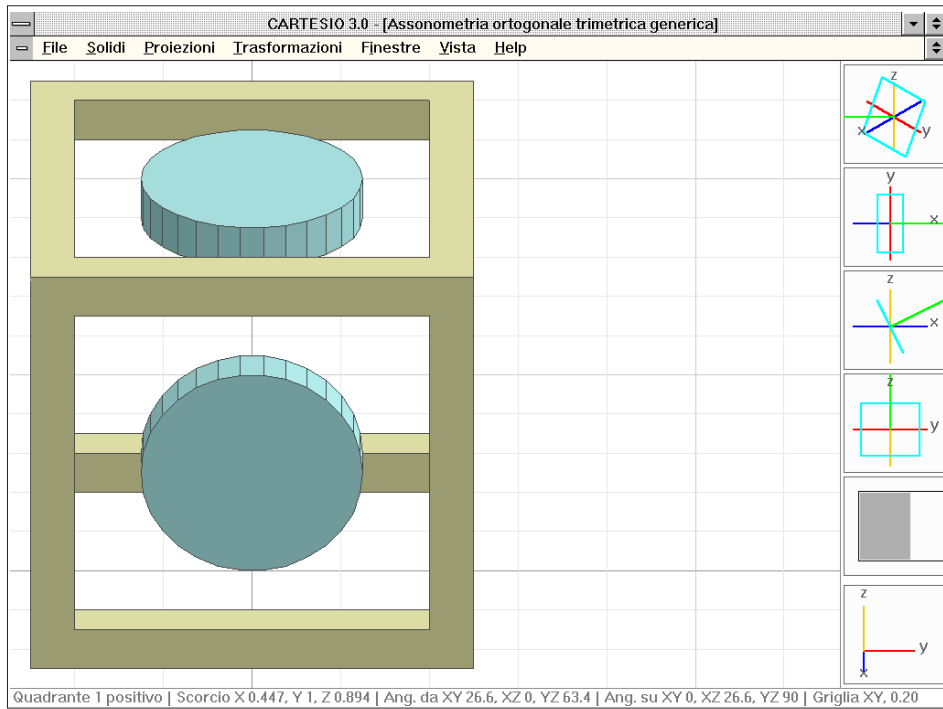 CARTESIO 3.0 - [Assonometria ortogonale trimetrica generica]
File Solidi Proiezioni Trasformazioni Finestre Vista Help
z
x y
y
x
z
x
z
y
z
y
x
Quadrante 1 positivo | Scorcio X 0.447, Y 1, Z 0.894 | Ang. da XY 26.6, XZ 0, YZ 63.4 | Ang. su XY 0, XZ 26.6, YZ 90 | Griglia XY, 0.20